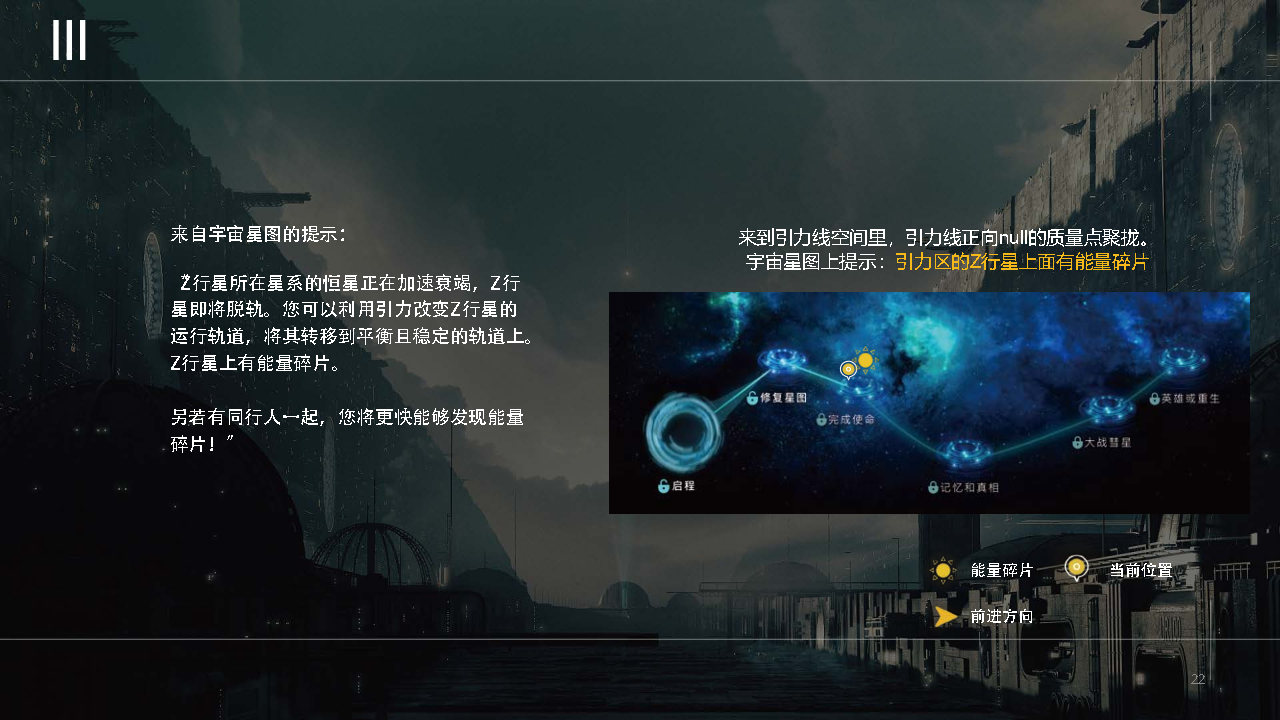 来自宇宙星图的提示：
“Z行星所在星系的恒星正在加速衰竭，Z行
星即将脱轨。您可以利用引力改变Z行星的
运行轨道，将其转移到平衡且稳定的轨道上。
Z行星上有能量碎片。
另若有同行人一起，您将更快能够发现能量
碎片！”
来到引力线空间里，引力线正向null的质量点聚拢。
宇宙星图上提示：引力区的Z行星上面有能量碎片
启程
修复星图
完成使命
记忆和真相
大战彗星
英雄或重生
能量碎片
当前位置
前进方向
22